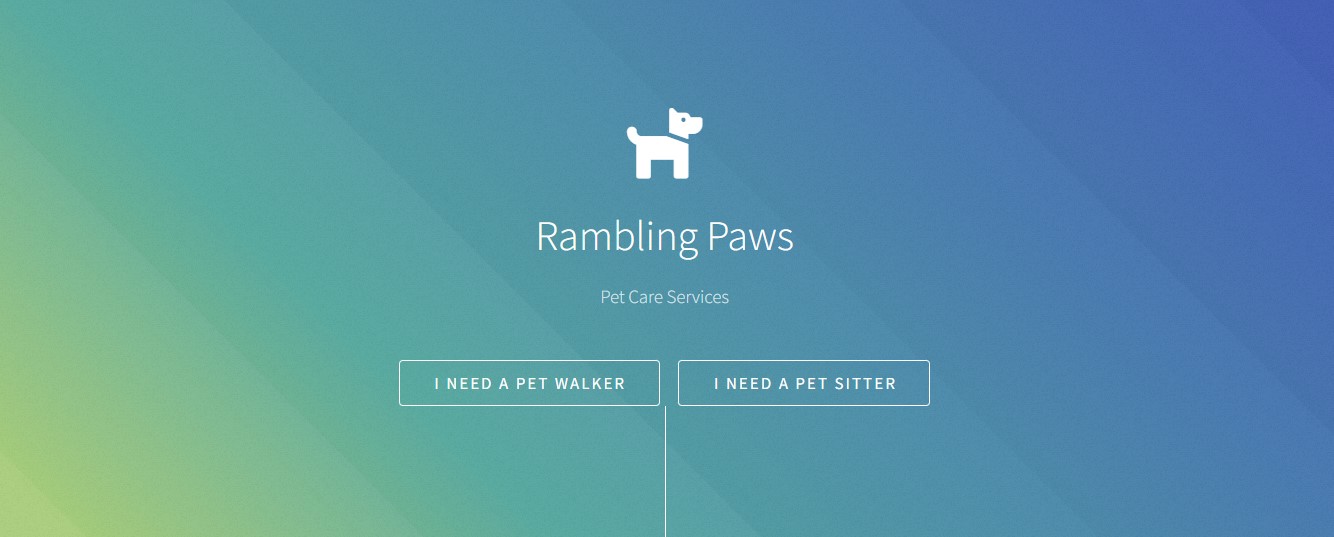 Rambling Paws
Pet Care Services
I NEED A PET WALKER
I NEED A PET SITTER